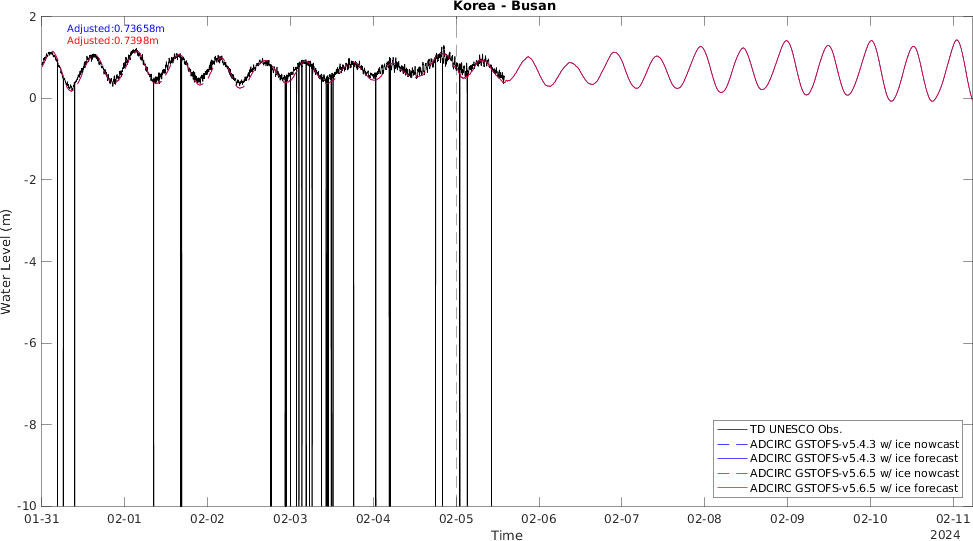 Korea - Busan
Adjusted:0.73658m
Adjusted:0.7398m
2
0
-2
-4
-6
-8
-10
Water Level (m)
TD UNESCO Obs.
ADCIRC GSTOFS-v5.4.3 w/ ice nowcast
ADCIRC GSTOFS-v5.4.3 w/ ice forecast
ADCIRC GSTOFS-v5.6.5 w/ ice nowcast
ADCIRC GSTOFS-v5.6.5 w/ ice forecast
01-31 02-01 02-02 02-03 02-04 02-05 02-06 02-07 02-08 02-09 02-10 02-11
Time
2024